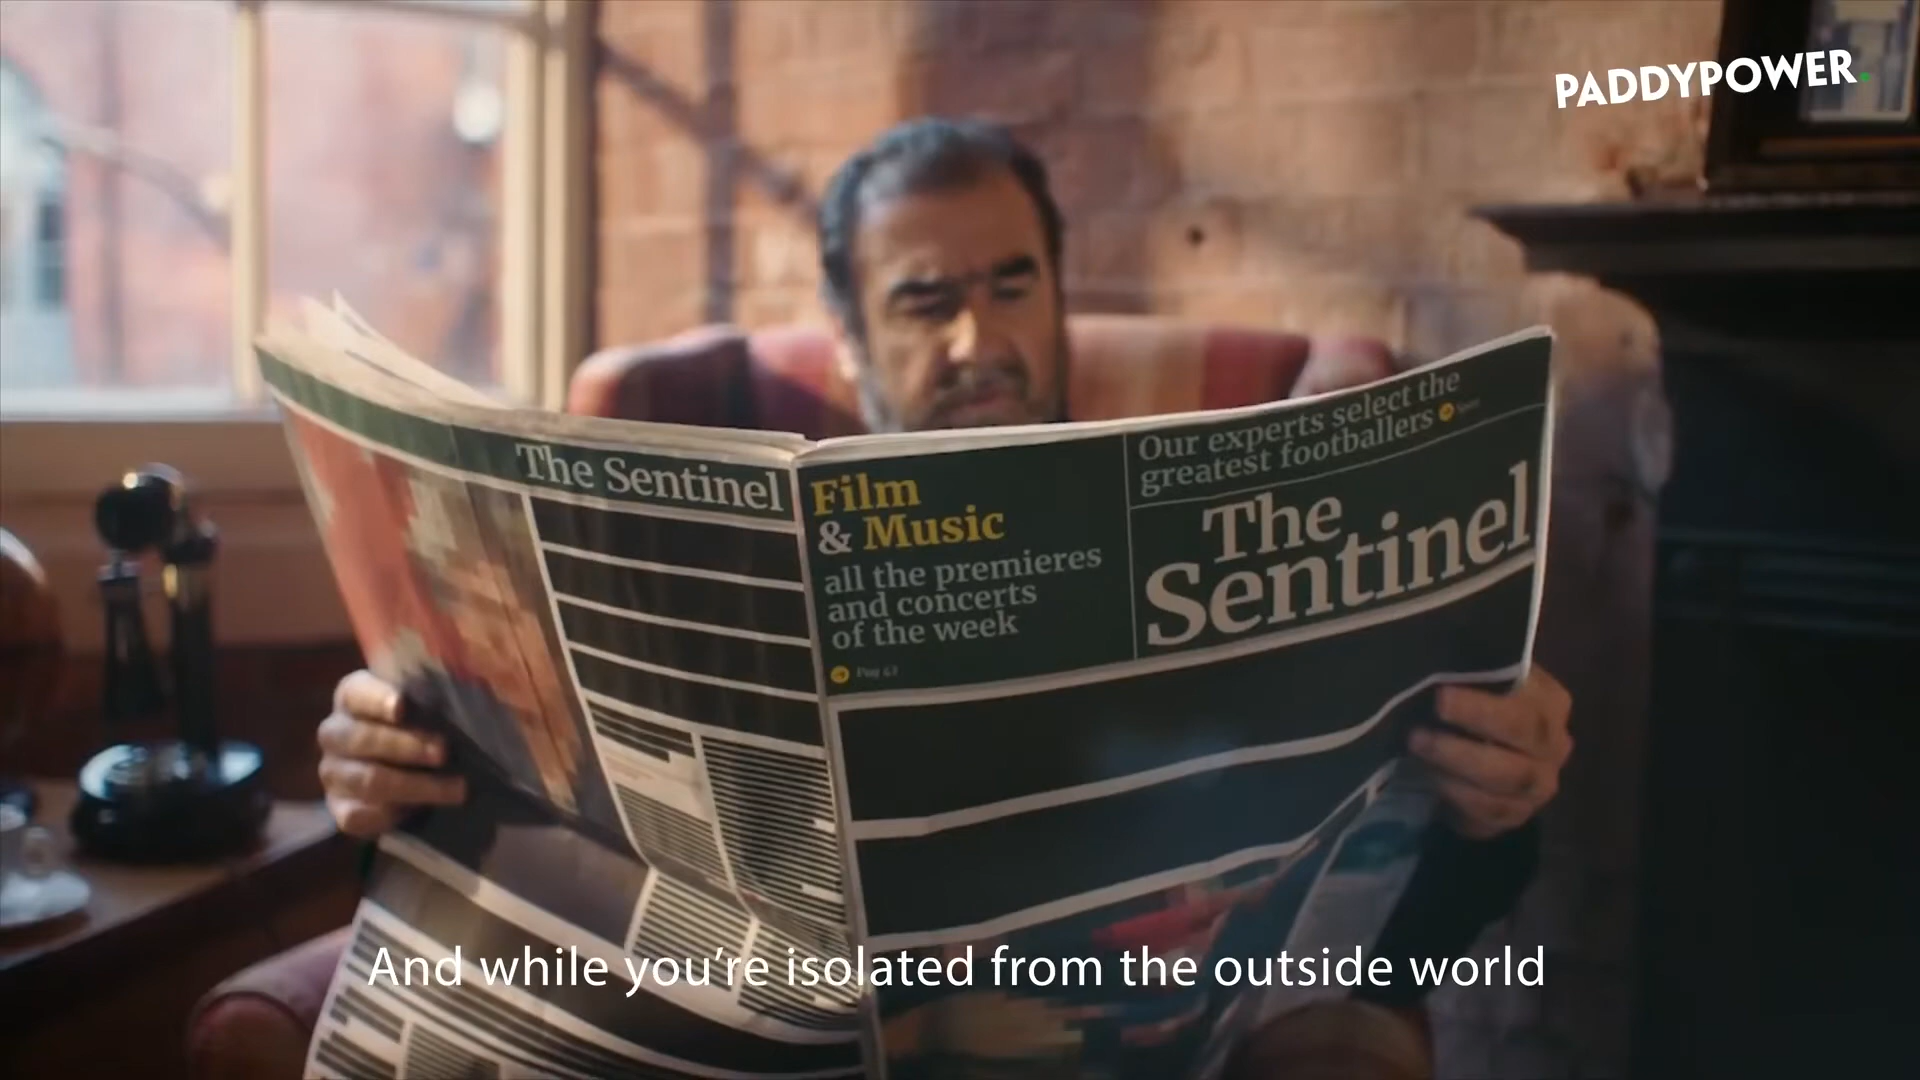 PADDYPOWER.
The Sentinel
Film
& Music
all the premieres
and concerts
of the week
Our experts select the
greatest footballers
The
Sentinel
And while you're isolated from the outside world